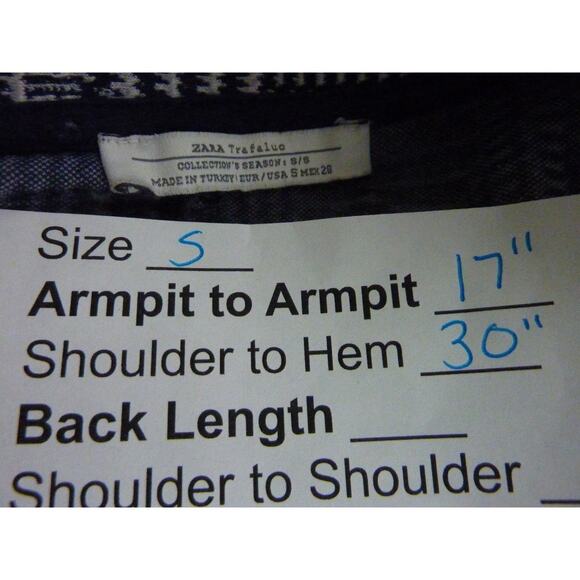 ZARA Trafaluc
COLLECTION'S SEASON: S/S
MADE IN TURKEY EUR/USA S MEX 26
Size S
Armpit to Armpit 17"
Shoulder to Hem 30"
Back Length
Shoulder to Shoulder